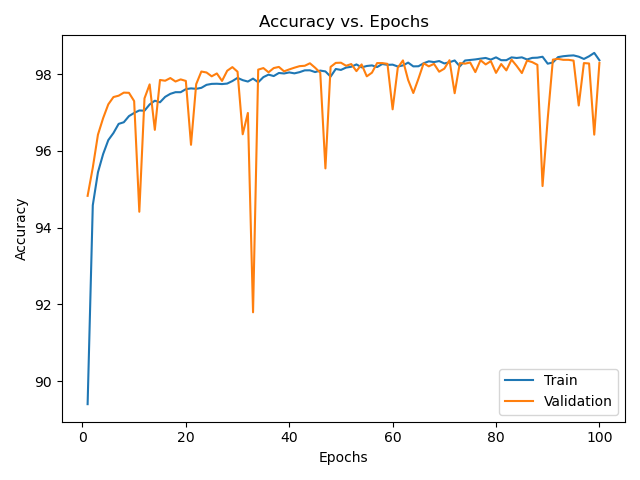 Accuracy vs. Epochs
98
96
94
92
90
Accuracy
0 20 40 60 80 100
Epochs
Train
Validation